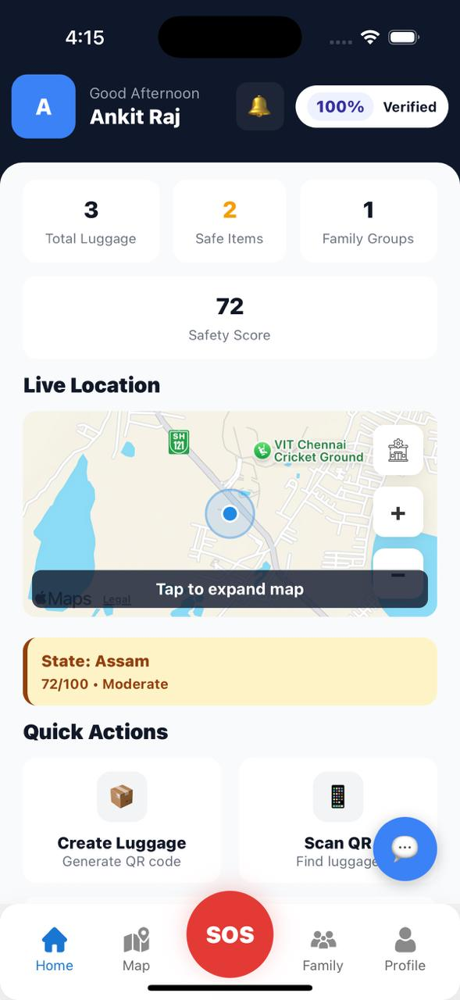 4:15
A
Good Afternoon
Ankit Raj
100% Verified
3
Total Luggage
2
Safe Items
1
Family Groups
72
Safety Score
Live Location
SH
121
VIT Chennai
Cricket Ground
+
−
Tap to expand map
Maps Legal
State: Assam
72/100 • Moderate
Quick Actions
Create Luggage
Generate QR code
Scan QR
Find luggage
SOS
Home
Map
Family
Profile